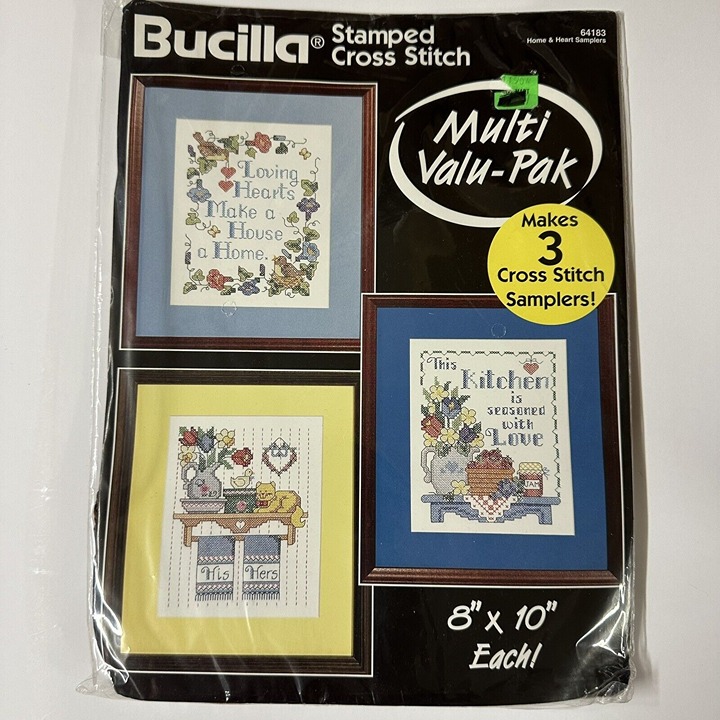 Bucilla® Stamped
Cross Stitch
64183
Home & Heart Samplers
Multi
Valu-Pak
Makes
3
Cross Stitch
Samplers!
Loving
Hearts
Make a
House
a Home.
This
Kitchen
is
seasoned
with
Love
JAM
His Hers
8" x 10"
Each!